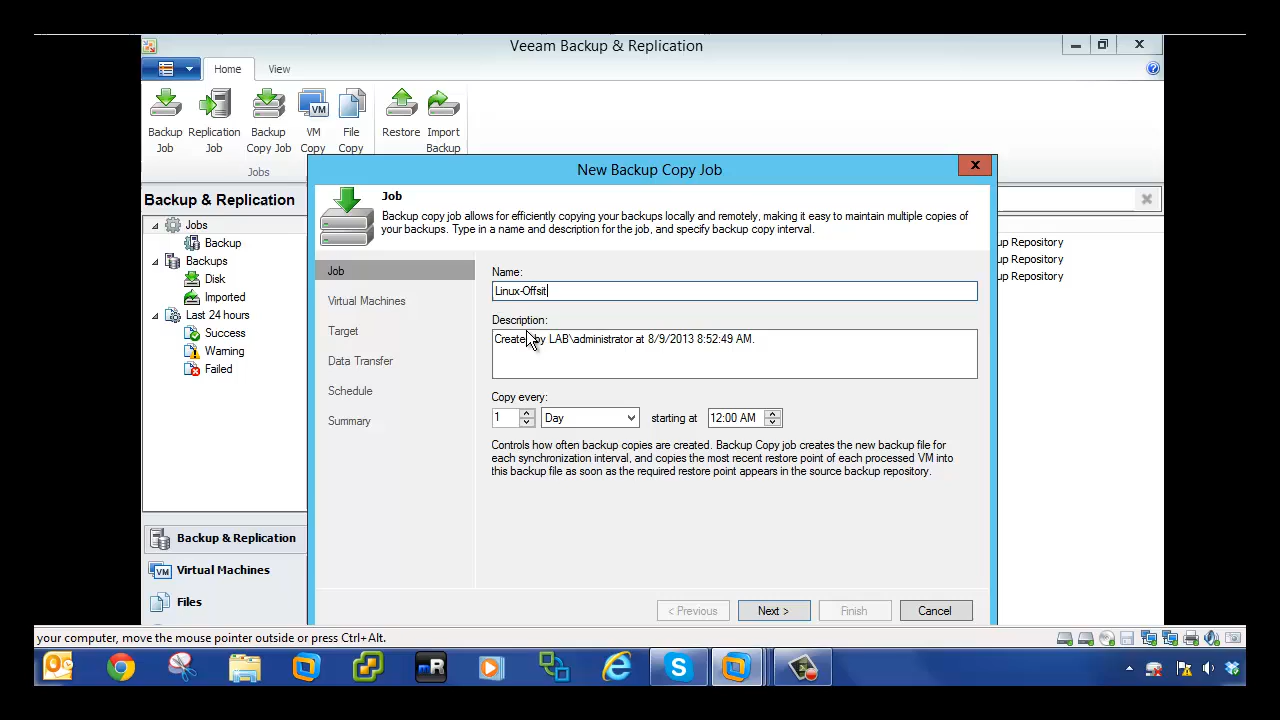 Veeam Backup & Replication
Home View
Backup Job
Replication Job
Backup Copy Job
VM Copy
File Copy
Restore
Import Backup
Jobs
New Backup Copy Job
Backup & Replication
Jobs
Backup
Backups
Disk
Imported
Last 24 hours
Success
Warning
Failed
Backup & Replication
Virtual Machines
Files
Job
Backup copy job allows for efficiently copying your backups locally and remotely, making it easy to maintain multiple copies of
your backups. Type in a name and description for the job, and specify backup copy interval.
Job
Virtual Machines
Target
Data Transfer
Schedule
Summary
Name:
Linux-Offsit
Description:
Created by LAB\administrator at 8/9/2013 8:52:49 AM.
Copy every:
1 Day starting at 12:00 AM
Controls how often backup copies are created. Backup Copy job creates the new backup file for
each synchronization interval, and copies the most recent restore point of each processed VM into
this backup file as soon as the required restore point appears in the source backup repository.
< Previous Next > Finish Cancel
up Repository
up Repository
up Repository
your computer, move the mouse pointer outside or press Ctrl+Alt.